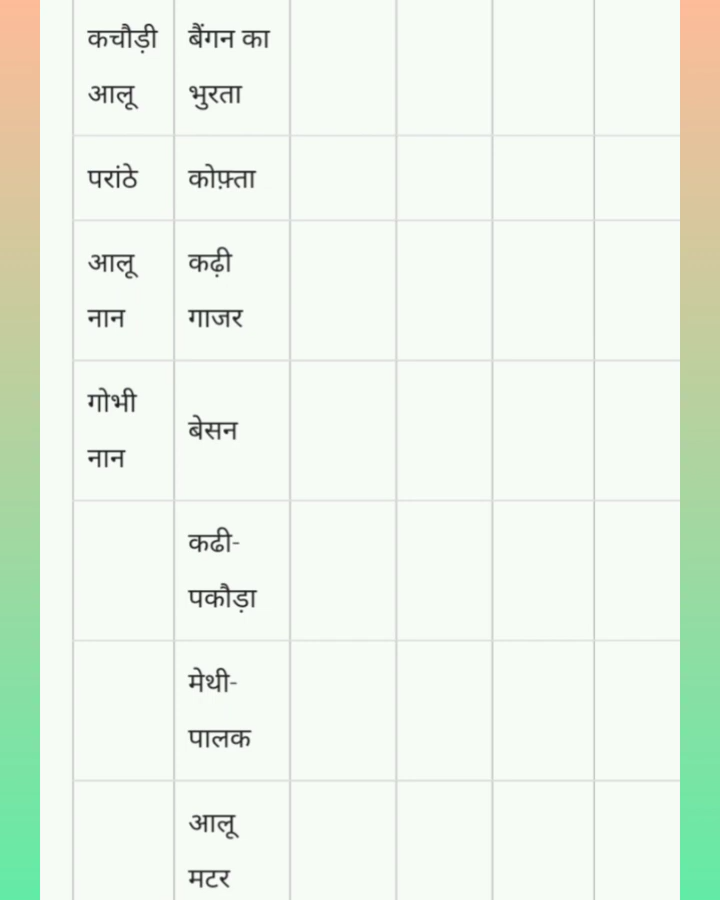 कचौड़ी बैंगन का
आलू भुरता
परांठे कोफ़्ता
आलू कढ़ी
नान गाजर
गोभी
बेसन
नान
कढी-
पकौड़ा
मेथी-
पालक
आलू
मटर